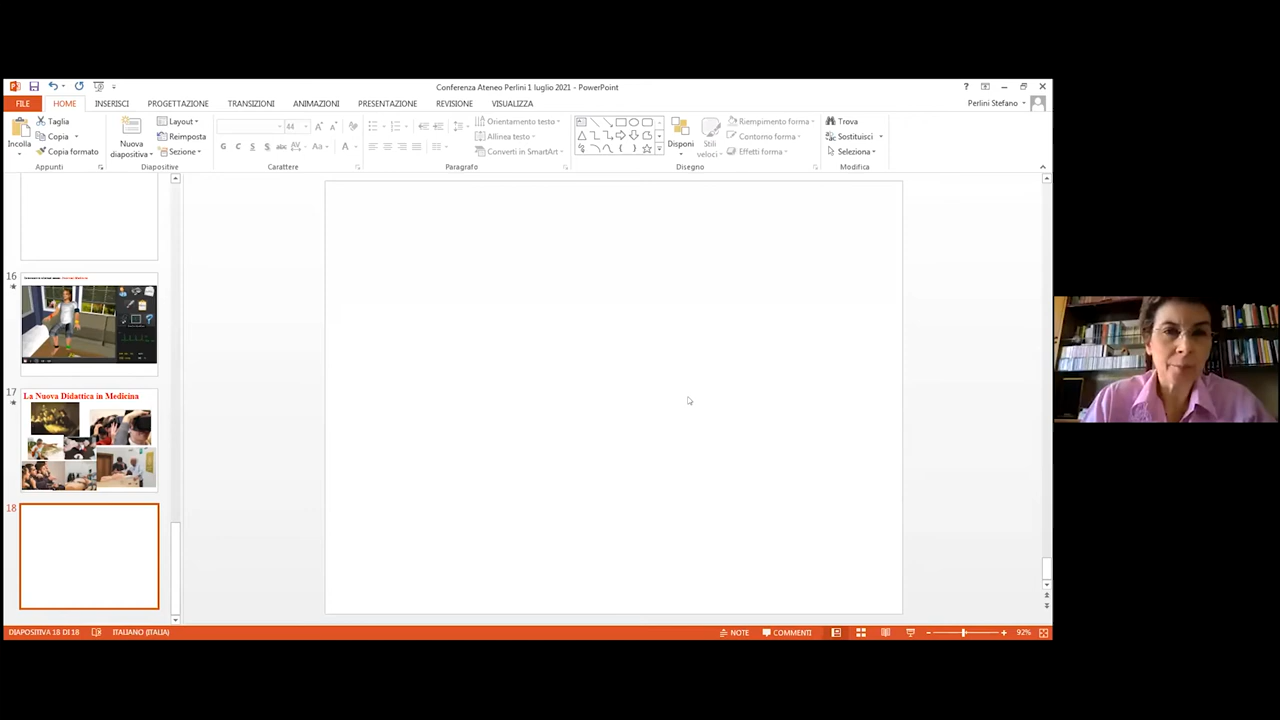 Conferenza Ateneo Perlini 1 luglio 2021 - PowerPoint
FILE HOME INSERISCI PROGETTAZIONE TRANSIZIONI ANIMAZIONI PRESENTAZIONE REVISIONE VISUALIZZA Perlini Stefano
Incolla
Taglia
Copia
Copia formato
Appunti
Nuova
diapositiva
Layout
Reimposta
Sezione
Diapositive
44
Carattere
Orientamento testo
Allinea testo
Converti in SmartArt
Paragrafo
Disponi
Stili
veloci
Riempimento forma
Contorno forma
Effetti forma
Disegno
Trova
Sostituisci
Seleziona
Modifica
16
17
La Nuova Didattica in Medicina
18
DIAPOSITIVA 18 DI 18 ITALIANO (ITALIA) NOTE COMMENTI 92%